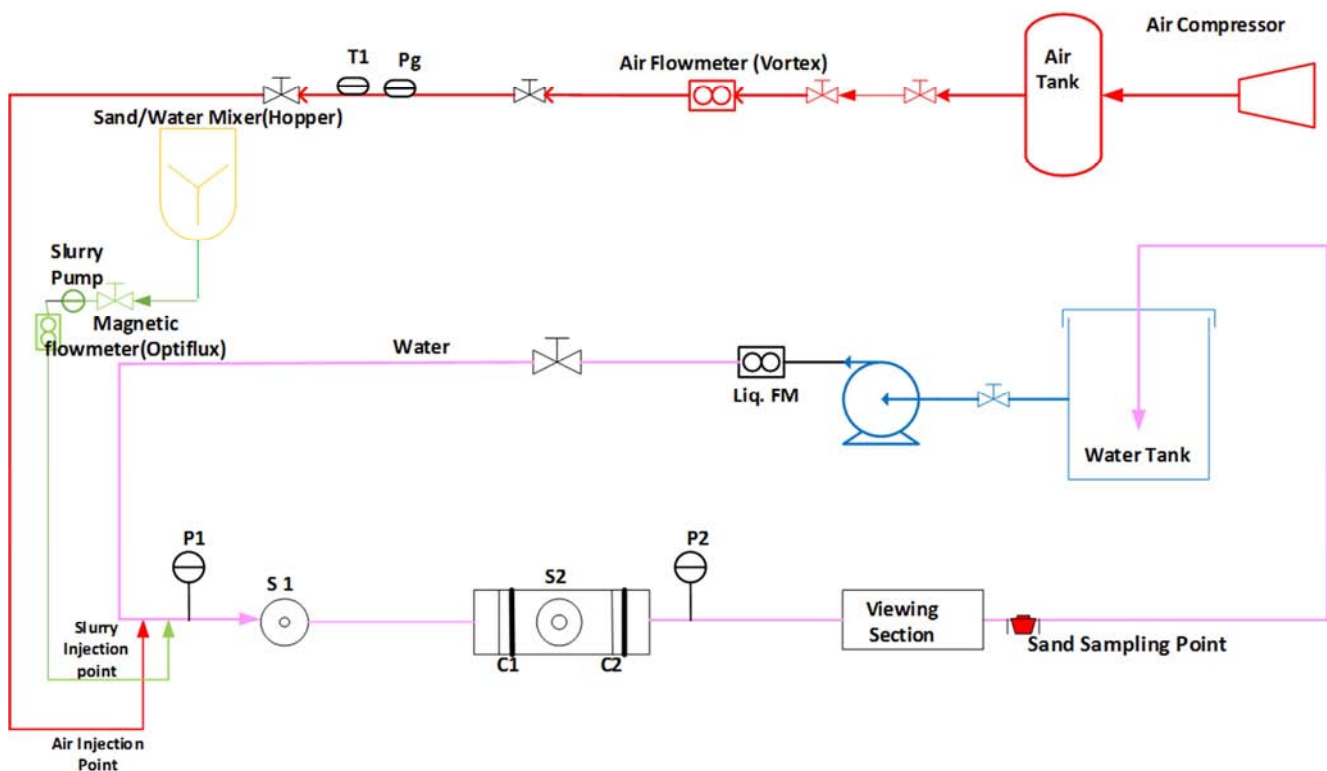 Air Compressor
T1
Pg
Air Flowmeter (Vortex)
Air
Tank
Sand/Water Mixer(Hopper)
Slurry
Pump
Magnetic
flowmeter(Optiflux)
Water
Liq. FM
Water Tank
P1
S 1
S2
P2
C1
C2
Viewing
Section
Sand Sampling Point
Slurry
Injection
point
Air Injection
Point